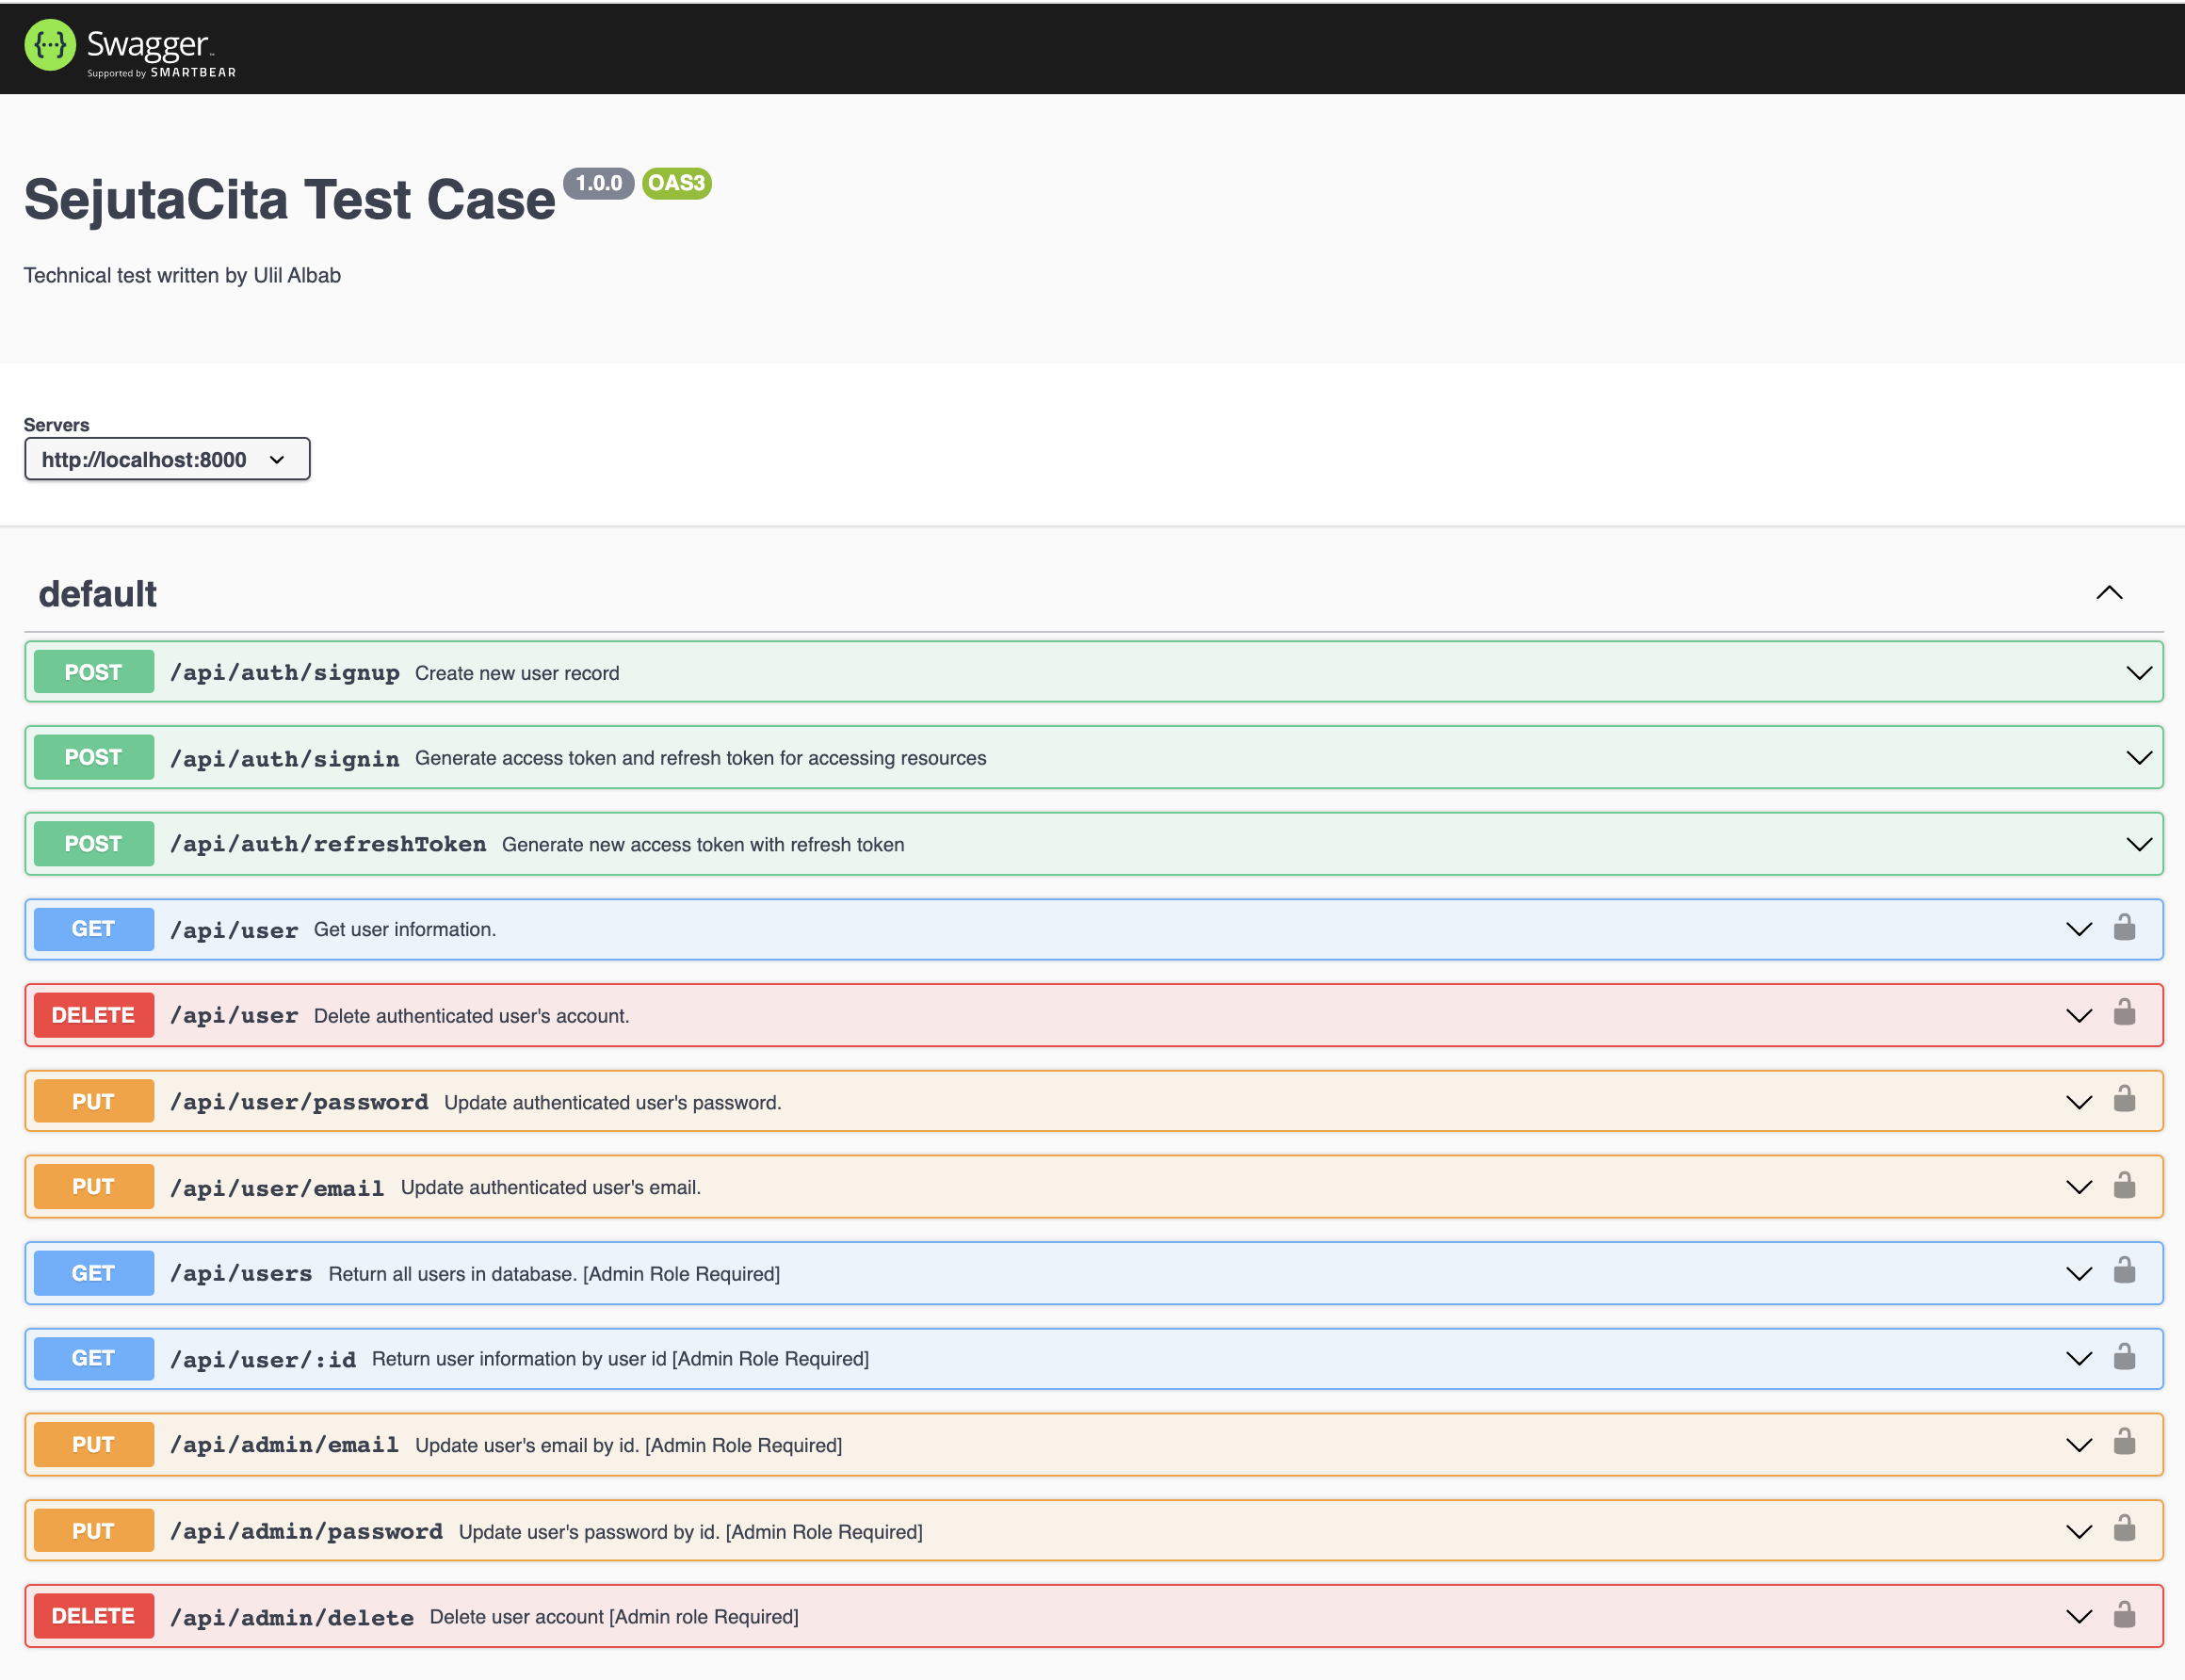 {···} Swagger™
Supported by SMARTBEAR
SejutaCita Test Case 1.0.0 OAS3
Technical test written by Ulil Albab
Servers
http://localhost:8000
default
POST /api/auth/signup Create new user record
POST /api/auth/signin Generate access token and refresh token for accessing resources
POST /api/auth/refreshToken Generate new access token with refresh token
GET /api/user Get user information.
DELETE /api/user Delete authenticated user's account.
PUT /api/user/password Update authenticated user's password.
PUT /api/user/email Update authenticated user's email.
GET /api/users Return all users in database. [Admin Role Required]
GET /api/user/:id Return user information by user id [Admin Role Required]
PUT /api/admin/email Update user's email by id. [Admin Role Required]
PUT /api/admin/password Update user's password by id. [Admin Role Required]
DELETE /api/admin/delete Delete user account [Admin role Required]